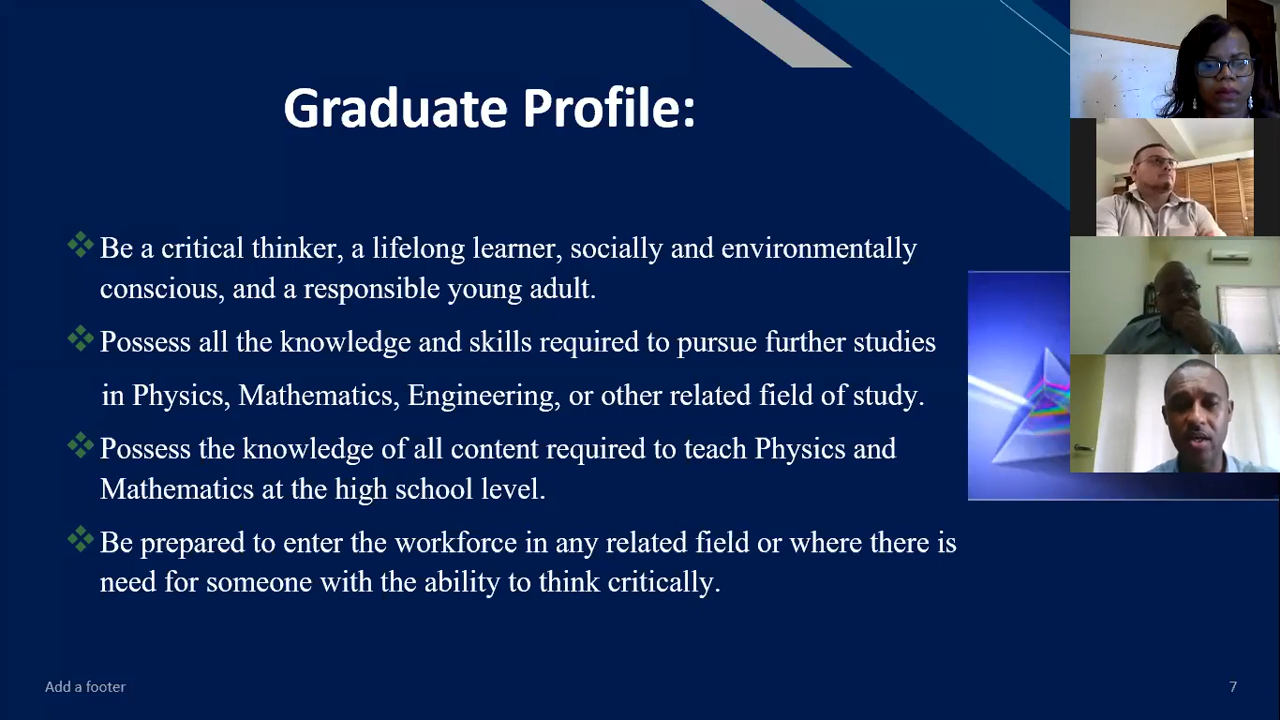 Graduate Profile:
Be a critical thinker, a lifelong learner, socially and environmentally
conscious, and a responsible young adult.
Possess all the knowledge and skills required to pursue further studies
in Physics, Mathematics, Engineering, or other related field of study.
Possess the knowledge of all content required to teach Physics and
Mathematics at the high school level.
Be prepared to enter the workforce in any related field or where there is
need for someone with the ability to think critically.
Add a footer
7